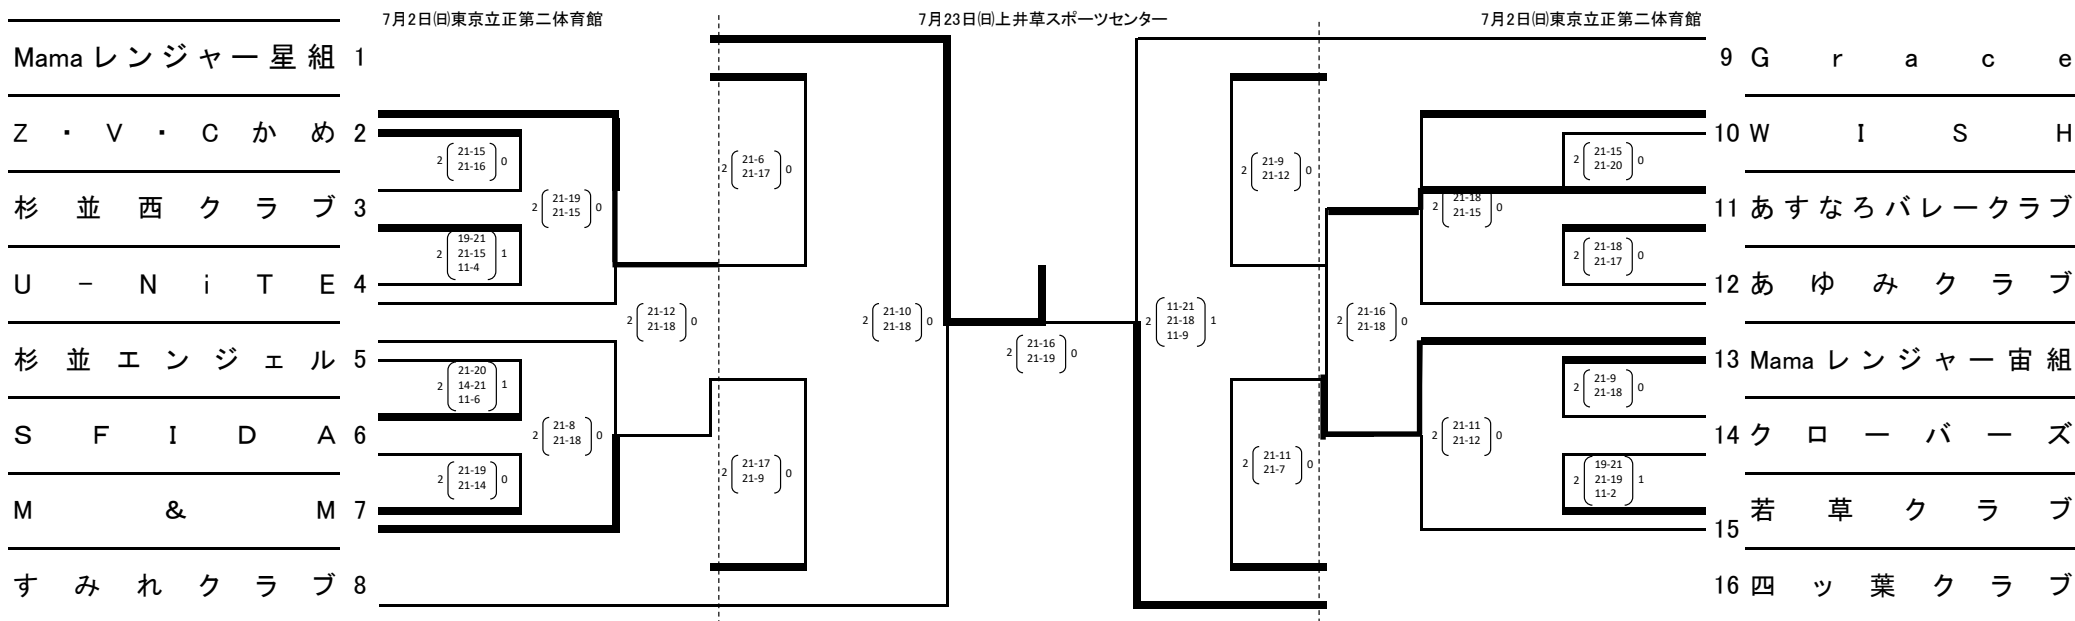 7月2日(日)東京立正第二体育館
7月23日(日)上井草スポーツセンター
7月2日(日)東京立正第二体育館
Mamaレンジャー星組 1
Z・V・Cかめ 2
杉並西クラブ 3
U-NiTE 4
杉並エンジェル 5
SFIDA 6
M&M 7
すみれクラブ 8
2 21-15 0
21-16
2 19-21 1
21-15
11-4
2 21-20 1
14-21
11-6
2 21-19 0
21-14
2 21-19 0
21-15
2 21-8 0
21-18
2 21-12 0
21-18
2 21-6 0
21-17
2 21-17 0
21-9
2 21-10 0
21-18
2 21-16 0
21-19
2 11-21 1
21-18
11-9
2 21-9 0
21-12
2 21-11 0
21-7
2 21-16 0
21-18
2 21-18 0
21-15
2 21-11 0
21-12
2 21-15 0
21-20
2 21-18 0
21-17
2 21-9 0
21-18
2 19-21 1
21-19
11-2
9 Grace
10 WISH
11 あすなろバレークラブ
12 あゆみクラブ
13 Mamaレンジャー宙組
14 クローバーズ
15 若草クラブ
16 四ッ葉クラブ